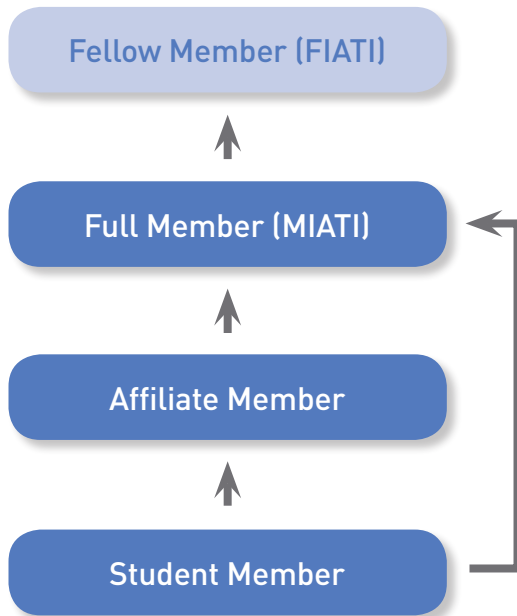 Fellow Member (FIATI)
Full Member (MIATI)
Affiliate Member
Student Member